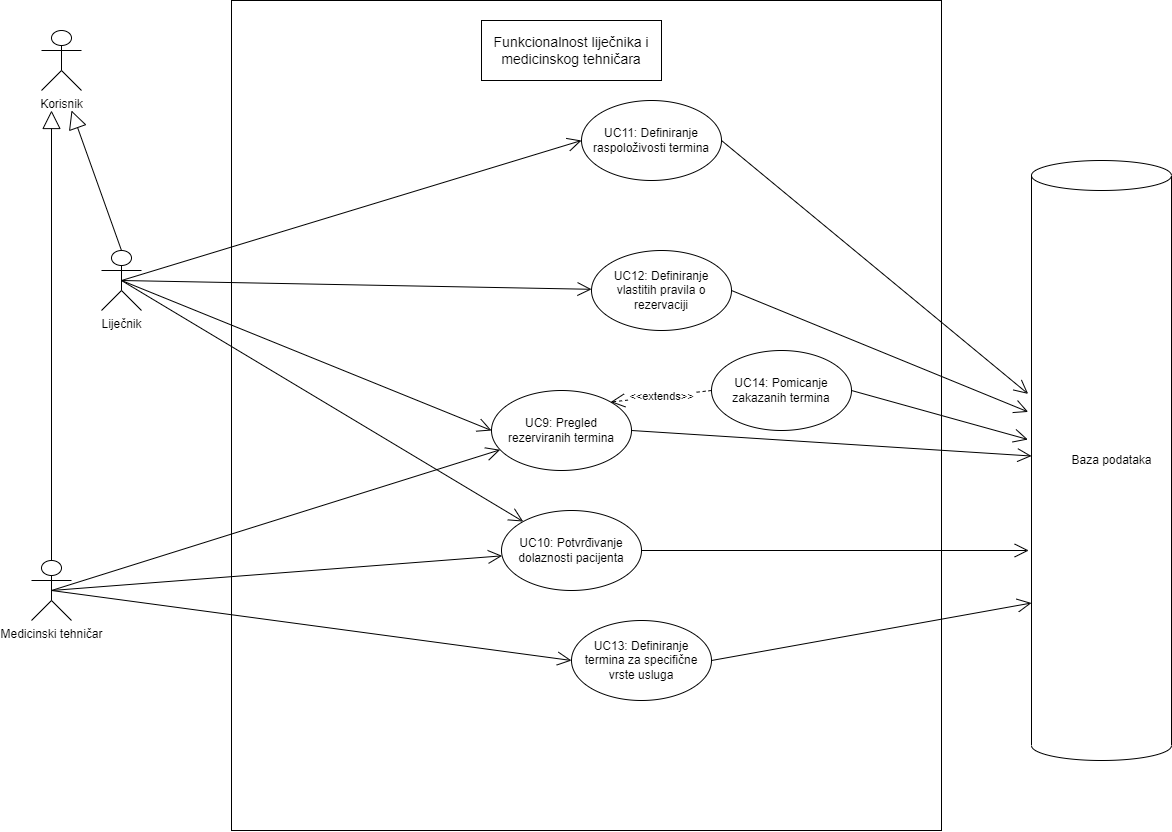 Funkcionalnost liječnika i
medicinskog tehničara
Korisnik
UC11: Definiranje
raspoloživosti termina
UC12: Definiranje
vlastitih pravila o
rezervaciji
Liječnik
UC14: Pomicanje
zakazanih termina
<<extends>>
UC9: Pregled
rezerviranih termina
Baza podataka
UC10: Potvrđivanje
dolaznosti pacijenta
Medicinski tehničar
UC13: Definiranje
termina za specifične
vrste usluga